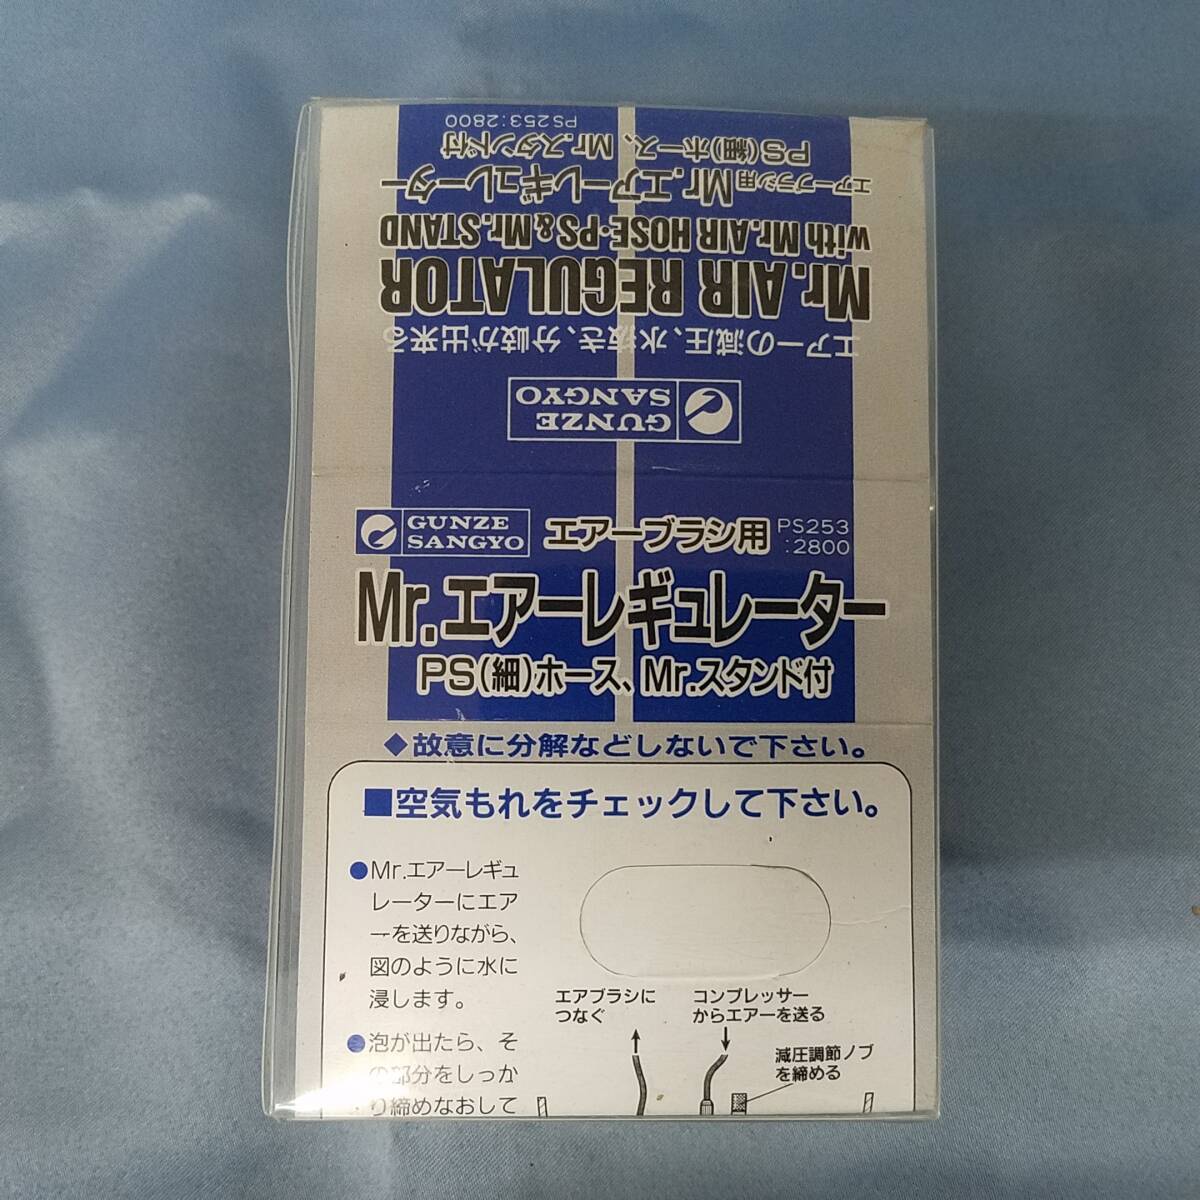 PS253:2800
PS(細)ホース、Mr.スタンド付
エアーブラシ用 Mr.エアーレギュレーター
with Mr.AIR HOSE・PS & Mr.STAND
Mr.AIR REGULATOR
エアーの減圧、水抜き、分岐が出来る
GUNZE
SANGYO
GUNZE
SANGYO
エアーブラシ用
PS253
:2800
Mr.エアーレギュレーター
PS(細)ホース、Mr.スタンド付
◆故意に分解などしないで下さい。
■空気もれをチェックして下さい。
●Mr.エアーレギュ
レーターにエア
ーを送りながら、
図のように水に
浸します。
●泡が出たら、そ
の部分をしっか
り締めなおして
エアブラシに
つなぐ
コンプレッサー
からエアーを送る
減圧調節ノブ
を締める